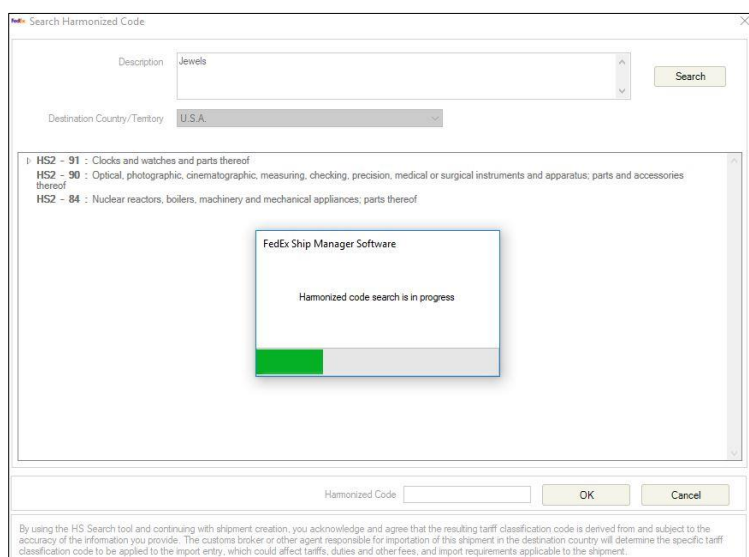 FedEx Search Harmonized Code
Description
Jewels
Search
Destination Country/Territory
U.S.A.
HS2 - 91 : Clocks and watches and parts thereof
HS2 - 90 : Optical, photographic, cinematographic, measuring, checking, precision, medical or surgical instruments and apparatus; parts and accessories
thereof
HS2 - 84 : Nuclear reactors, boilers, machinery and mechanical appliances; parts thereof
FedEx Ship Manager Software
Harmonized code search is in progress
Harmonized Code
OK
Cancel
By using the HS Search tool and continuing with shipment creation, you acknowledge and agree that the resulting tariff classification code is derived from and subject to the
accuracy of the information you provide. The customs broker or other agent responsible for importation of this shipment in the destination country will determine the specific tariff
classification code to be applied to the import entry, which could affect tariffs, duties and other fees, and import requirements applicable to the shipment.